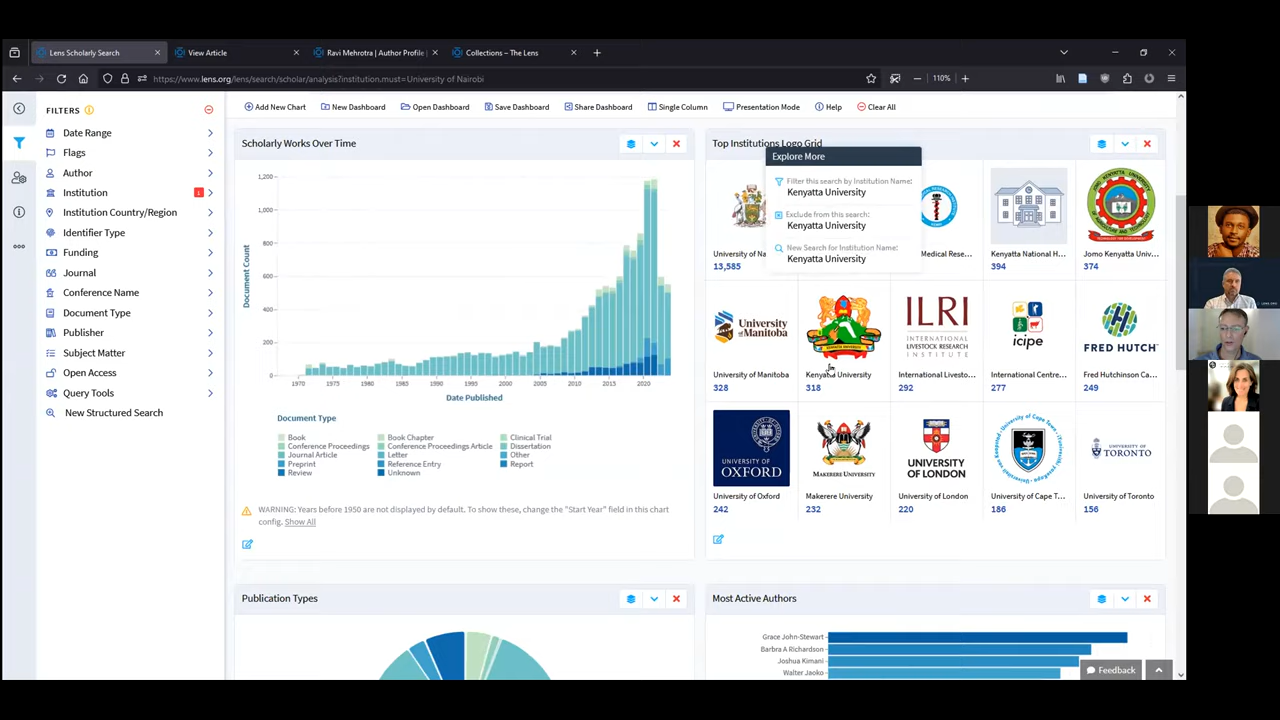 Lens Scholarly Search
View Article
Ravi Mehrotra | Author Profile |
Collections – The Lens
https://www.lens.org/lens/search/scholar/analysis?institution.must=University of Nairobi
110%
FILTERS
Date Range
Flags
Author
Institution
1
Institution Country/Region
Identifier Type
Funding
Journal
Conference Name
Document Type
Publisher
Subject Matter
Open Access
Query Tools
New Structured Search
Add New Chart
New Dashboard
Open Dashboard
Save Dashboard
Share Dashboard
Single Column
Presentation Mode
Help
Clear All
Scholarly Works Over Time
Document Count
1,200
1,000
800
600
400
200
0
1970
1975
1980
1985
1990
1995
2000
2005
2010
2015
2020
Date Published
Document Type
Book
Book Chapter
Clinical Trial
Conference Proceedings
Conference Proceedings Article
Dissertation
Journal Article
Letter
Other
Preprint
Reference Entry
Report
Review
Unknown
WARNING: Years before 1950 are not displayed by default. To show these, change the "Start Year" field in this chart
config. Show All
Top Institutions Logo Grid
Explore More
Filter this search by Institution Name:
Kenyatta University
Exclude from this search:
Kenyatta University
New Search for Institution Name:
Kenyatta University
University of Na
13,585
Medical Rese...
Kenyatta National H...
394
Jomo Kenyatta Univ...
374
University
of Manitoba
University of Manitoba
328
Kenyatta University
318
ILRI
INTERNATIONAL
LIVESTOCK RESEARCH
INSTITUTE
International Livesto...
292
icipe
International Centre...
277
FRED HUTCH
Fred Hutchinson Ca...
249
UNIVERSITY OF
OXFORD
University of Oxford
242
MAKERERE UNIVERSITY
Makerere University
232
UNIVERSITY
OF LONDON
University of London
220
University of Cape T...
186
UNIVERSITY OF
TORONTO
University of Toronto
156
Publication Types
Most Active Authors
Grace John-Stewart
Barbra A Richardson
Joshua Kimani
Walter Jaoko
Feedback